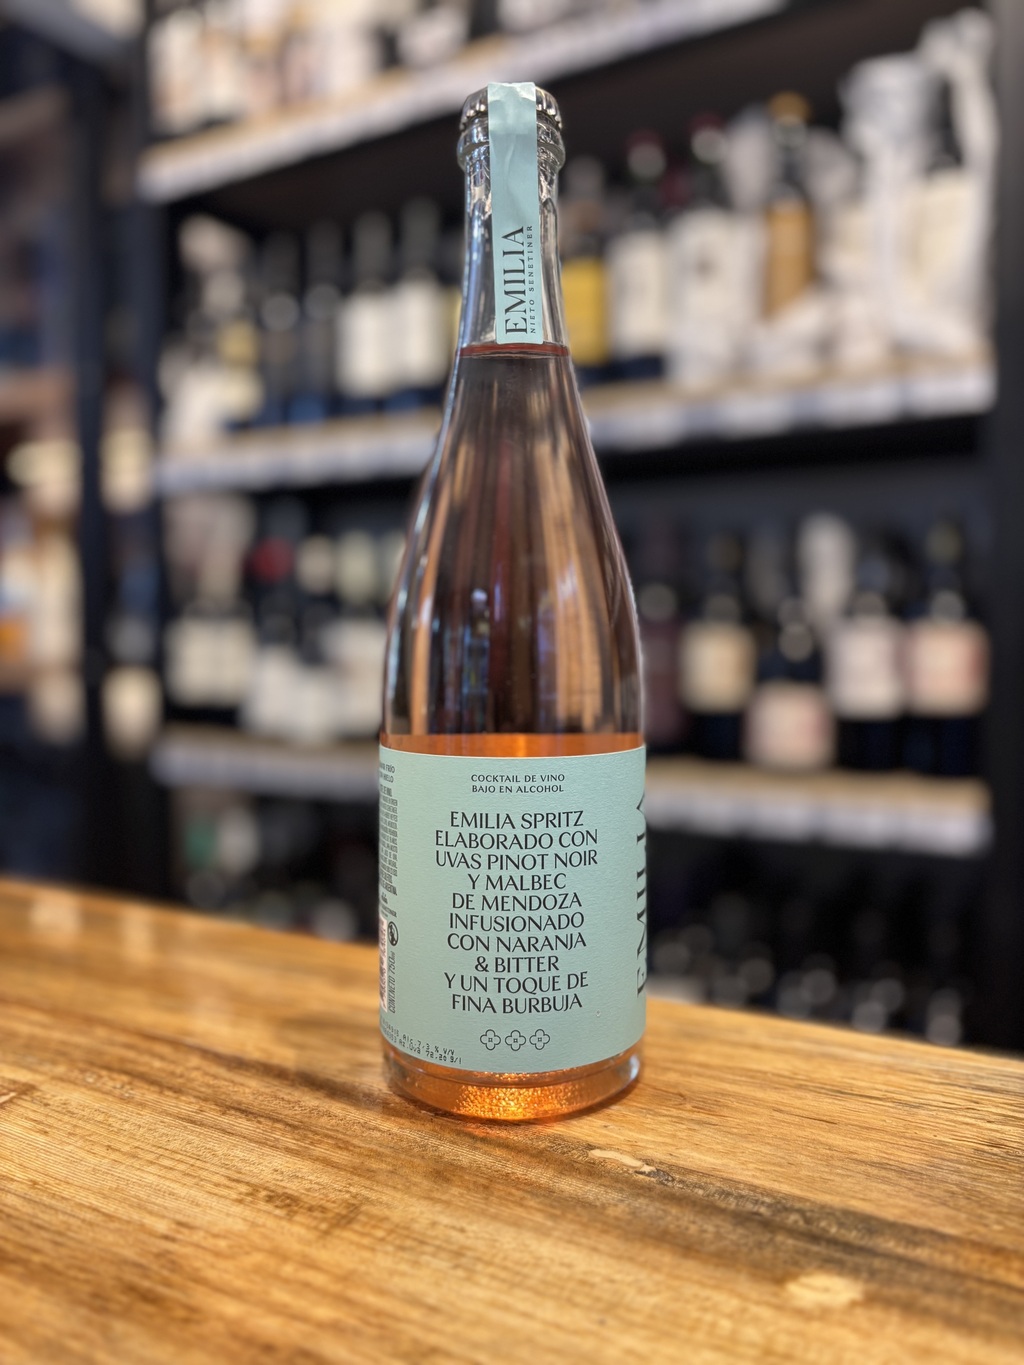 EMILIA
NIETO SENETINER
COCKTAIL DE VINO
BAJO EN ALCOHOL
EMILIA SPRITZ
ELABORADO CON
UVAS PINOT NOIR
Y MALBEC
DE MENDOZA
INFUSIONADO
CON NARANJA
& BITTER
Y UN TOQUE DE
FINA BURBUJA
EMILIA